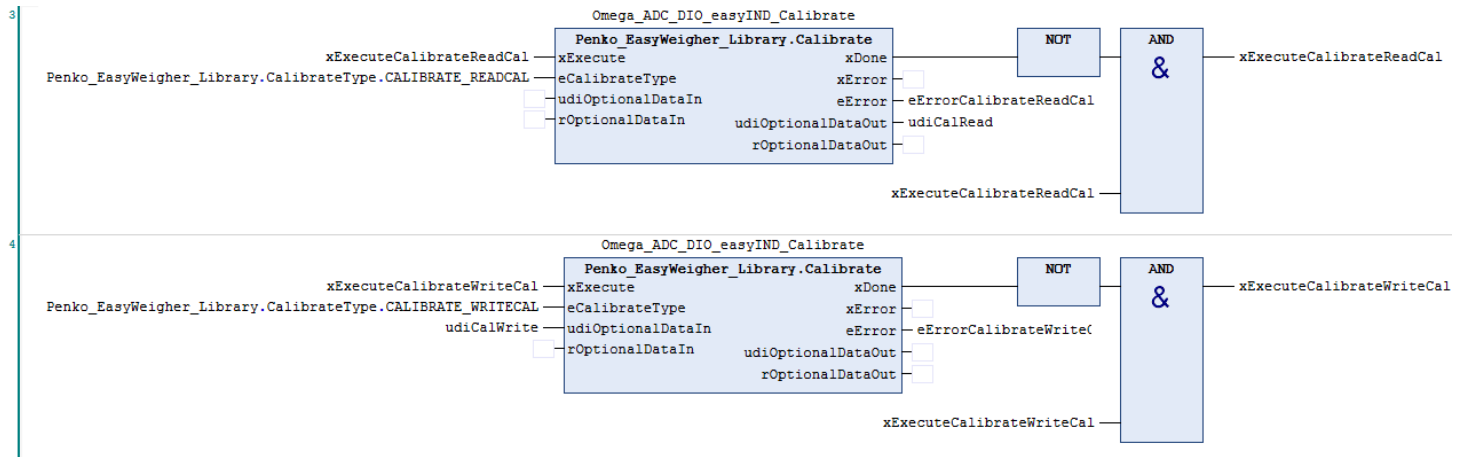 3
Omega_ADC_DIO_easyIND_Calibrate
Penko_EasyWeigher_Library.Calibrate NOT AND
xExecuteCalibrateReadCal xExecute xDone & xExecuteCalibrateReadCal
Penko_EasyWeigher_Library.CalibrateType.CALIBRATE_READCAL eCalibrateType xError
udiOptionalDataIn eError eErrorCalibrateReadCal
rOptionalDataIn udiOptionalDataOut udiCalRead
rOptionalDataOut
xExecuteCalibrateReadCal
4
Omega_ADC_DIO_easyIND_Calibrate
Penko_EasyWeigher_Library.Calibrate NOT AND
xExecuteCalibrateWriteCal xExecute xDone & xExecuteCalibrateWriteCal
Penko_EasyWeigher_Library.CalibrateType.CALIBRATE_WRITECAL eCalibrateType xError
udiCalWrite udiOptionalDataIn eError eErrorCalibrateWrite(
rOptionalDataIn udiOptionalDataOut
rOptionalDataOut
xExecuteCalibrateWriteCal